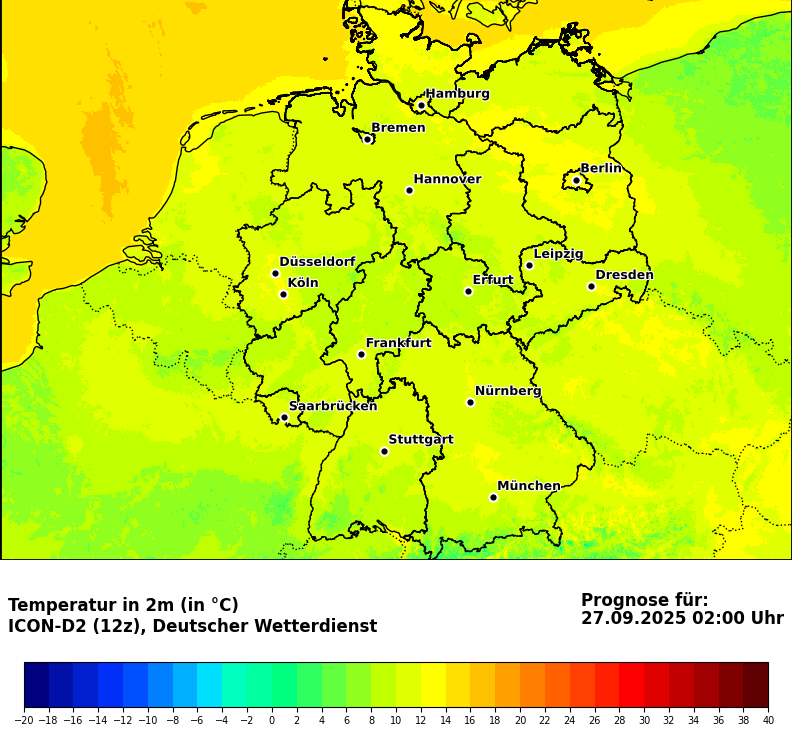 Hamburg
Bremen
Berlin
Hannover
Leipzig
Düsseldorf
Dresden
Köln
Erfurt
Frankfurt
Nürnberg
Saarbrücken
Stuttgart
München
Temperatur in 2m (in °C)
ICON-D2 (12z), Deutscher Wetterdienst
Prognose für:
27.09.2025 02:00 Uhr
−20 −18 −16 −14 −12 −10 −8 −6 −4 −2 0 2 4 6 8 10 12 14 16 18 20 22 24 26 28 30 32 34 36 38 40